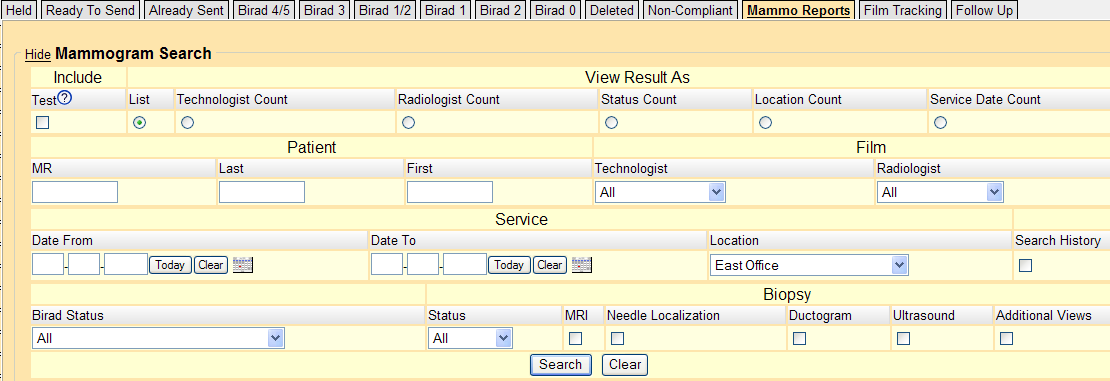 Held Ready To Send Already Sent Birad 4/5 Birad 3 Birad 1/2 Birad 1 Birad 2 Birad 0 Deleted Non-Compliant Mammo Reports Film Tracking Follow Up
Hide Mammogram Search
Include View Result As
Test? List Technologist Count Radiologist Count Status Count Location Count Service Date Count
Patient Film
MR Last First Technologist Radiologist
All All
Service
Date From Date To Location Search History
- - Today Clear - - Today Clear East Office
Biopsy
Birad Status Status MRI Needle Localization Ductogram Ultrasound Additional Views
All All
Search Clear